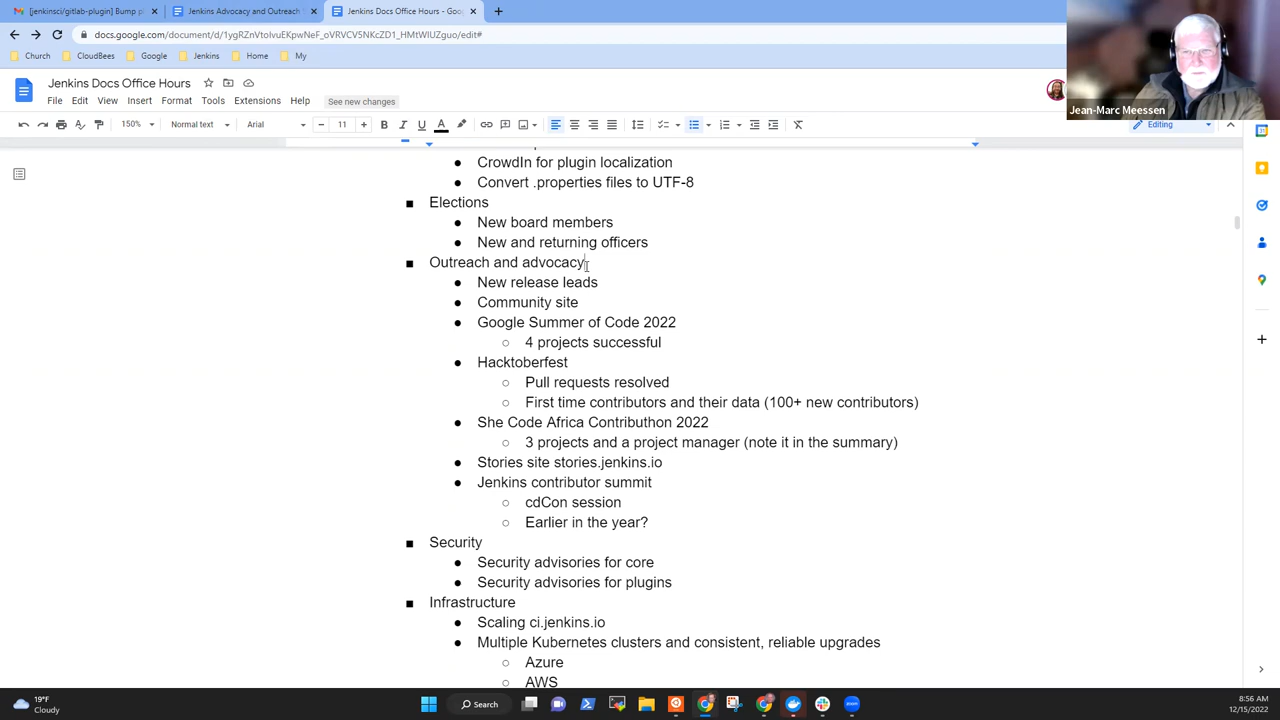 [jenkinsci/gitlab-plugin] Bump p
Jenkins Advocacy and Outreach
Jenkins Docs Office Hours - Goo
docs.google.com/document/d/1ygRZnVtoIvuEKpwNeF_oVRVCV5NKcZD1_HMtWIUZguo/edit#
Church
CloudBees
Google
Jenkins
Home
My
Jenkins Docs Office Hours
File Edit View Insert Format Tools Extensions Help See new changes
150% Normal text Arial 11 Editing
Jean-Marc Meessen
CrowdIn for plugin localization
Convert .properties files to UTF-8
Elections
New board members
New and returning officers
Outreach and advocacy
New release leads
Community site
Google Summer of Code 2022
4 projects successful
Hacktoberfest
Pull requests resolved
First time contributors and their data (100+ new contributors)
She Code Africa Contributhon 2022
3 projects and a project manager (note it in the summary)
Stories site stories.jenkins.io
Jenkins contributor summit
cdCon session
Earlier in the year?
Security
Security advisories for core
Security advisories for plugins
Infrastructure
Scaling ci.jenkins.io
Multiple Kubernetes clusters and consistent, reliable upgrades
Azure
AWS
19°F
Cloudy
Search
8:56 AM
12/15/2022